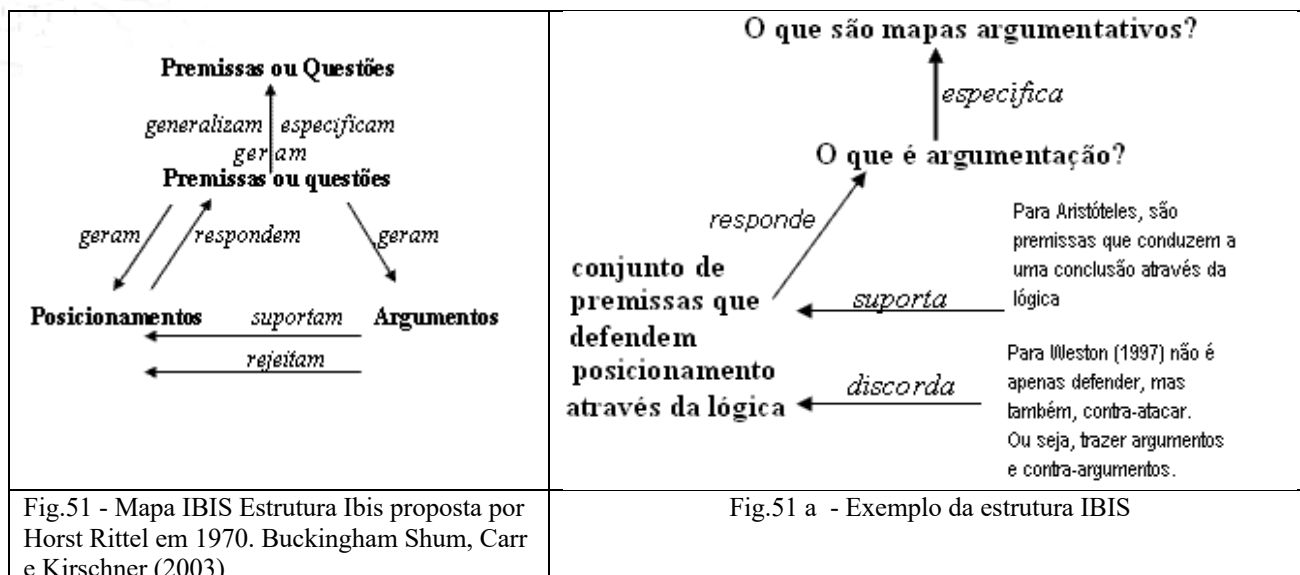 Premissas ou Questões
generalizam especificam
geram
Premissas ou questões
geram respondem geram
Posicionamentos suportam Argumentos
rejeitam
Fig.51 - Mapa IBIS Estrutura Ibis proposta por
Horst Rittel em 1970. Buckingham Shum, Carr
e Kirschner (2003)
O que são mapas argumentativos?
especifica
O que é argumentação?
responde
conjunto de
premissas que
defendem
posicionamento
através da lógica
suporta
Para Aristóteles, são
premissas que conduzem a
uma conclusão através da
lógica
discorda
Para Weston (1997) não é
apenas defender, mas
também, contra-atacar.
Ou seja, trazer argumentos
e contra-argumentos.
Fig.51 a - Exemplo da estrutura IBIS